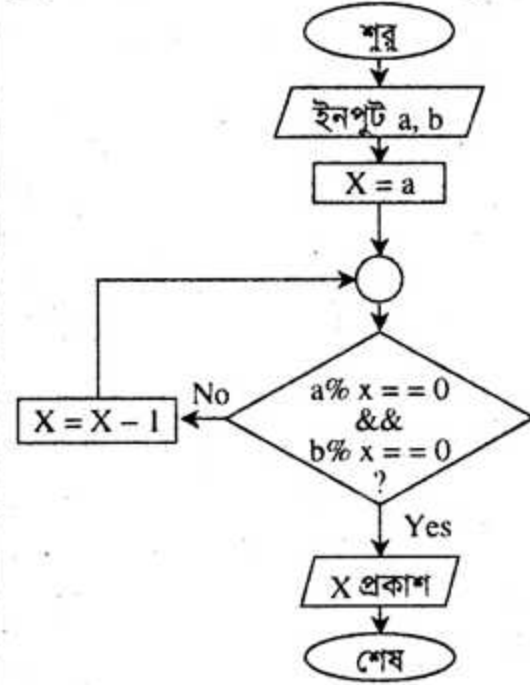 শুরু
ইনপুট a, b
X = a
No
X = X – 1
a% x = = 0
&&
b% x = = 0
?
Yes
X প্রকাশ
শেষ